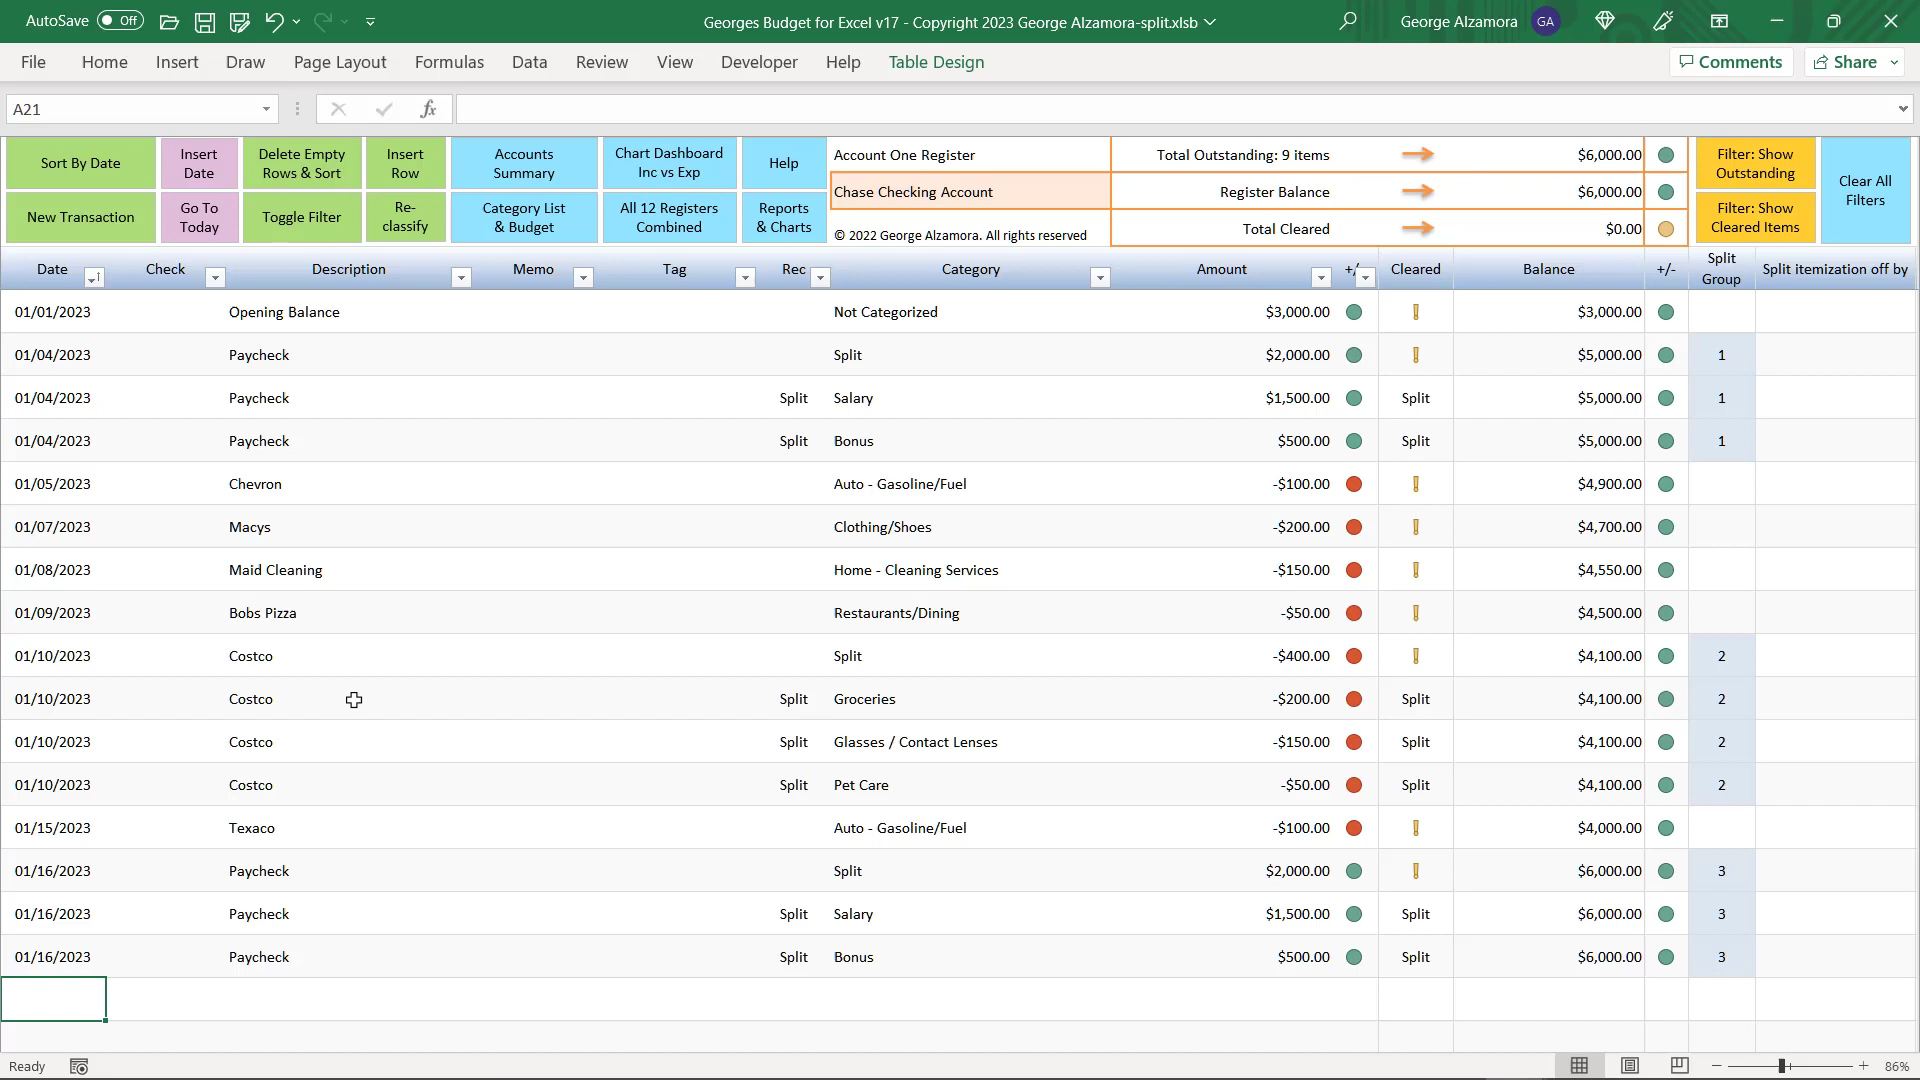 AutoSave Off
Georges Budget for Excel v17 - Copyright 2023 George Alzamora-split.xlsb
George Alzamora GA
File Home Insert Draw Page Layout Formulas Data Review View Developer Help Table Design
Comments Share
A21 fx
Sort By Date
Insert Date
Delete Empty Rows & Sort
Insert Row
Accounts Summary
Chart Dashboard Inc vs Exp
Help
Account One Register
Total Outstanding: 9 items $6,000.00
Filter: Show Outstanding
Clear All Filters
New Transaction
Go To Today
Toggle Filter
Re-classify
Category List & Budget
All 12 Registers Combined
Reports & Charts
Chase Checking Account
Register Balance $6,000.00
Filter: Show Cleared Items
© 2022 George Alzamora. All rights reserved
Total Cleared $0.00
Date Check Description Memo Tag Rec Category Amount +/- Cleared Balance +/- Split Group Split itemization off by
01/01/2023 Opening Balance Not Categorized $3,000.00 $3,000.00
01/04/2023 Paycheck Split $2,000.00 $5,000.00 1
01/04/2023 Paycheck Split Salary $1,500.00 Split $5,000.00 1
01/04/2023 Paycheck Split Bonus $500.00 Split $5,000.00 1
01/05/2023 Chevron Auto - Gasoline/Fuel -$100.00 $4,900.00
01/07/2023 Macys Clothing/Shoes -$200.00 $4,700.00
01/08/2023 Maid Cleaning Home - Cleaning Services -$150.00 $4,550.00
01/09/2023 Bobs Pizza Restaurants/Dining -$50.00 $4,500.00
01/10/2023 Costco Split -$400.00 $4,100.00 2
01/10/2023 Costco Split Groceries -$200.00 Split $4,100.00 2
01/10/2023 Costco Split Glasses / Contact Lenses -$150.00 Split $4,100.00 2
01/10/2023 Costco Split Pet Care -$50.00 Split $4,100.00 2
01/15/2023 Texaco Auto - Gasoline/Fuel -$100.00 $4,000.00
01/16/2023 Paycheck Split $2,000.00 $6,000.00 3
01/16/2023 Paycheck Split Salary $1,500.00 Split $6,000.00 3
01/16/2023 Paycheck Split Bonus $500.00 Split $6,000.00 3
Ready 86%